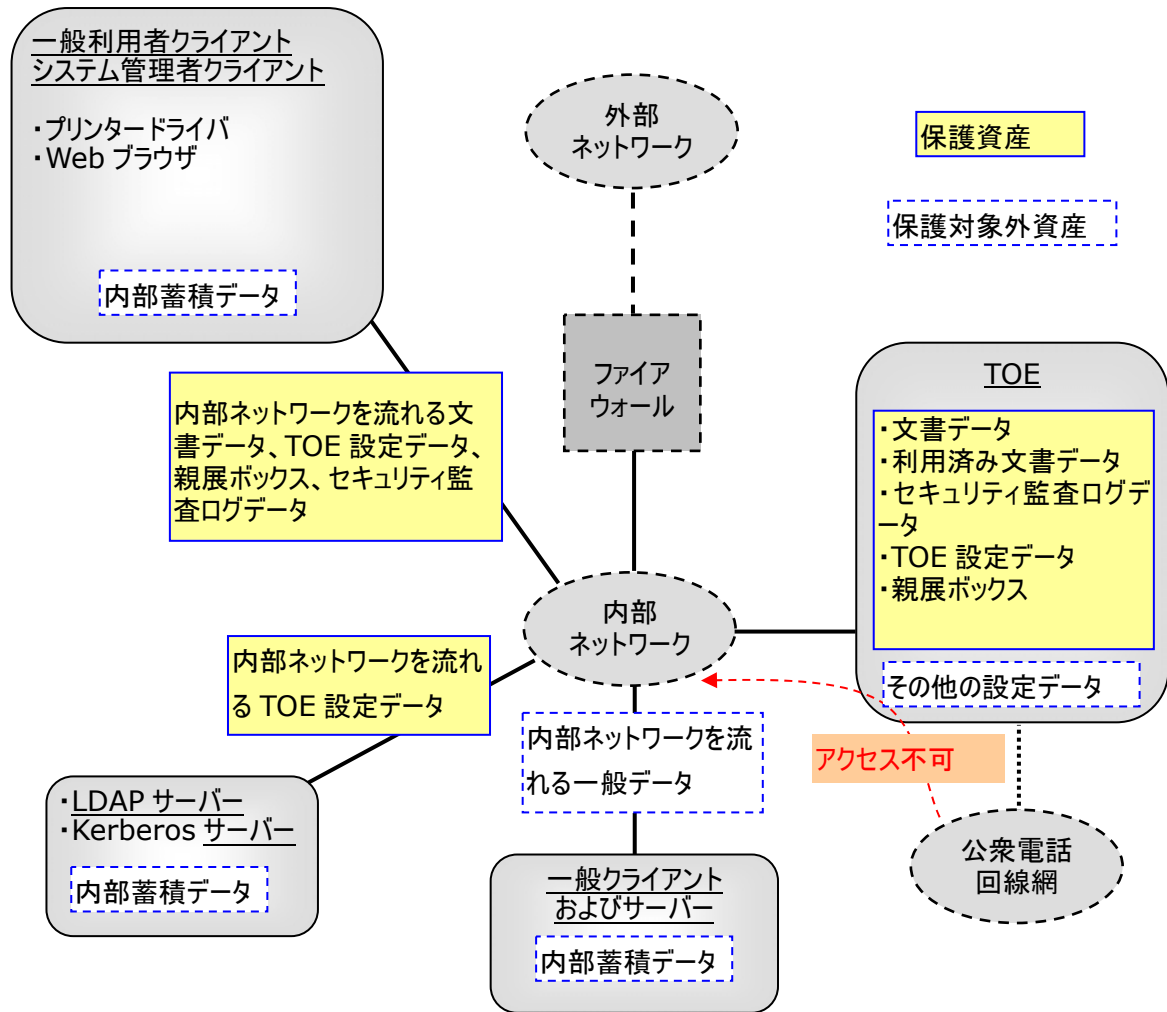 一般利用者クライアント
システム管理者クライアント
・プリンタードライバ
・Web ブラウザ
内部蓄積データ
外部
ネットワーク
保護資産
保護対象外資産
ファイア
ウォール
内部ネットワークを流れる文
書データ、TOE 設定データ、
親展ボックス、セキュリティ監
査ログデータ
TOE
・文書データ
・利用済み文書データ
・セキュリティ監査ログデ
ータ
・TOE 設定データ
・親展ボックス
その他の設定データ
内部
ネットワーク
内部ネットワークを流れ
る TOE 設定データ
内部ネットワークを流
れる一般データ
アクセス不可
・LDAP サーバー
・Kerberos サーバー
内部蓄積データ
一般クライアント
およびサーバー
内部蓄積データ
公衆電話
回線網